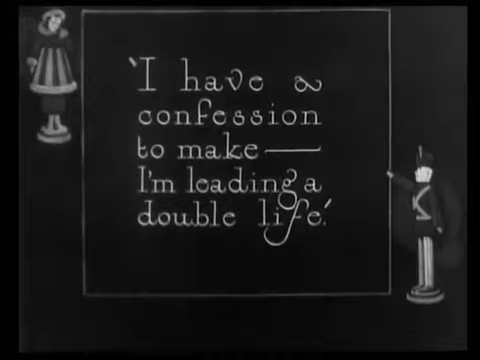 'I have a
confession
to make —
I'm leading a
double life.'